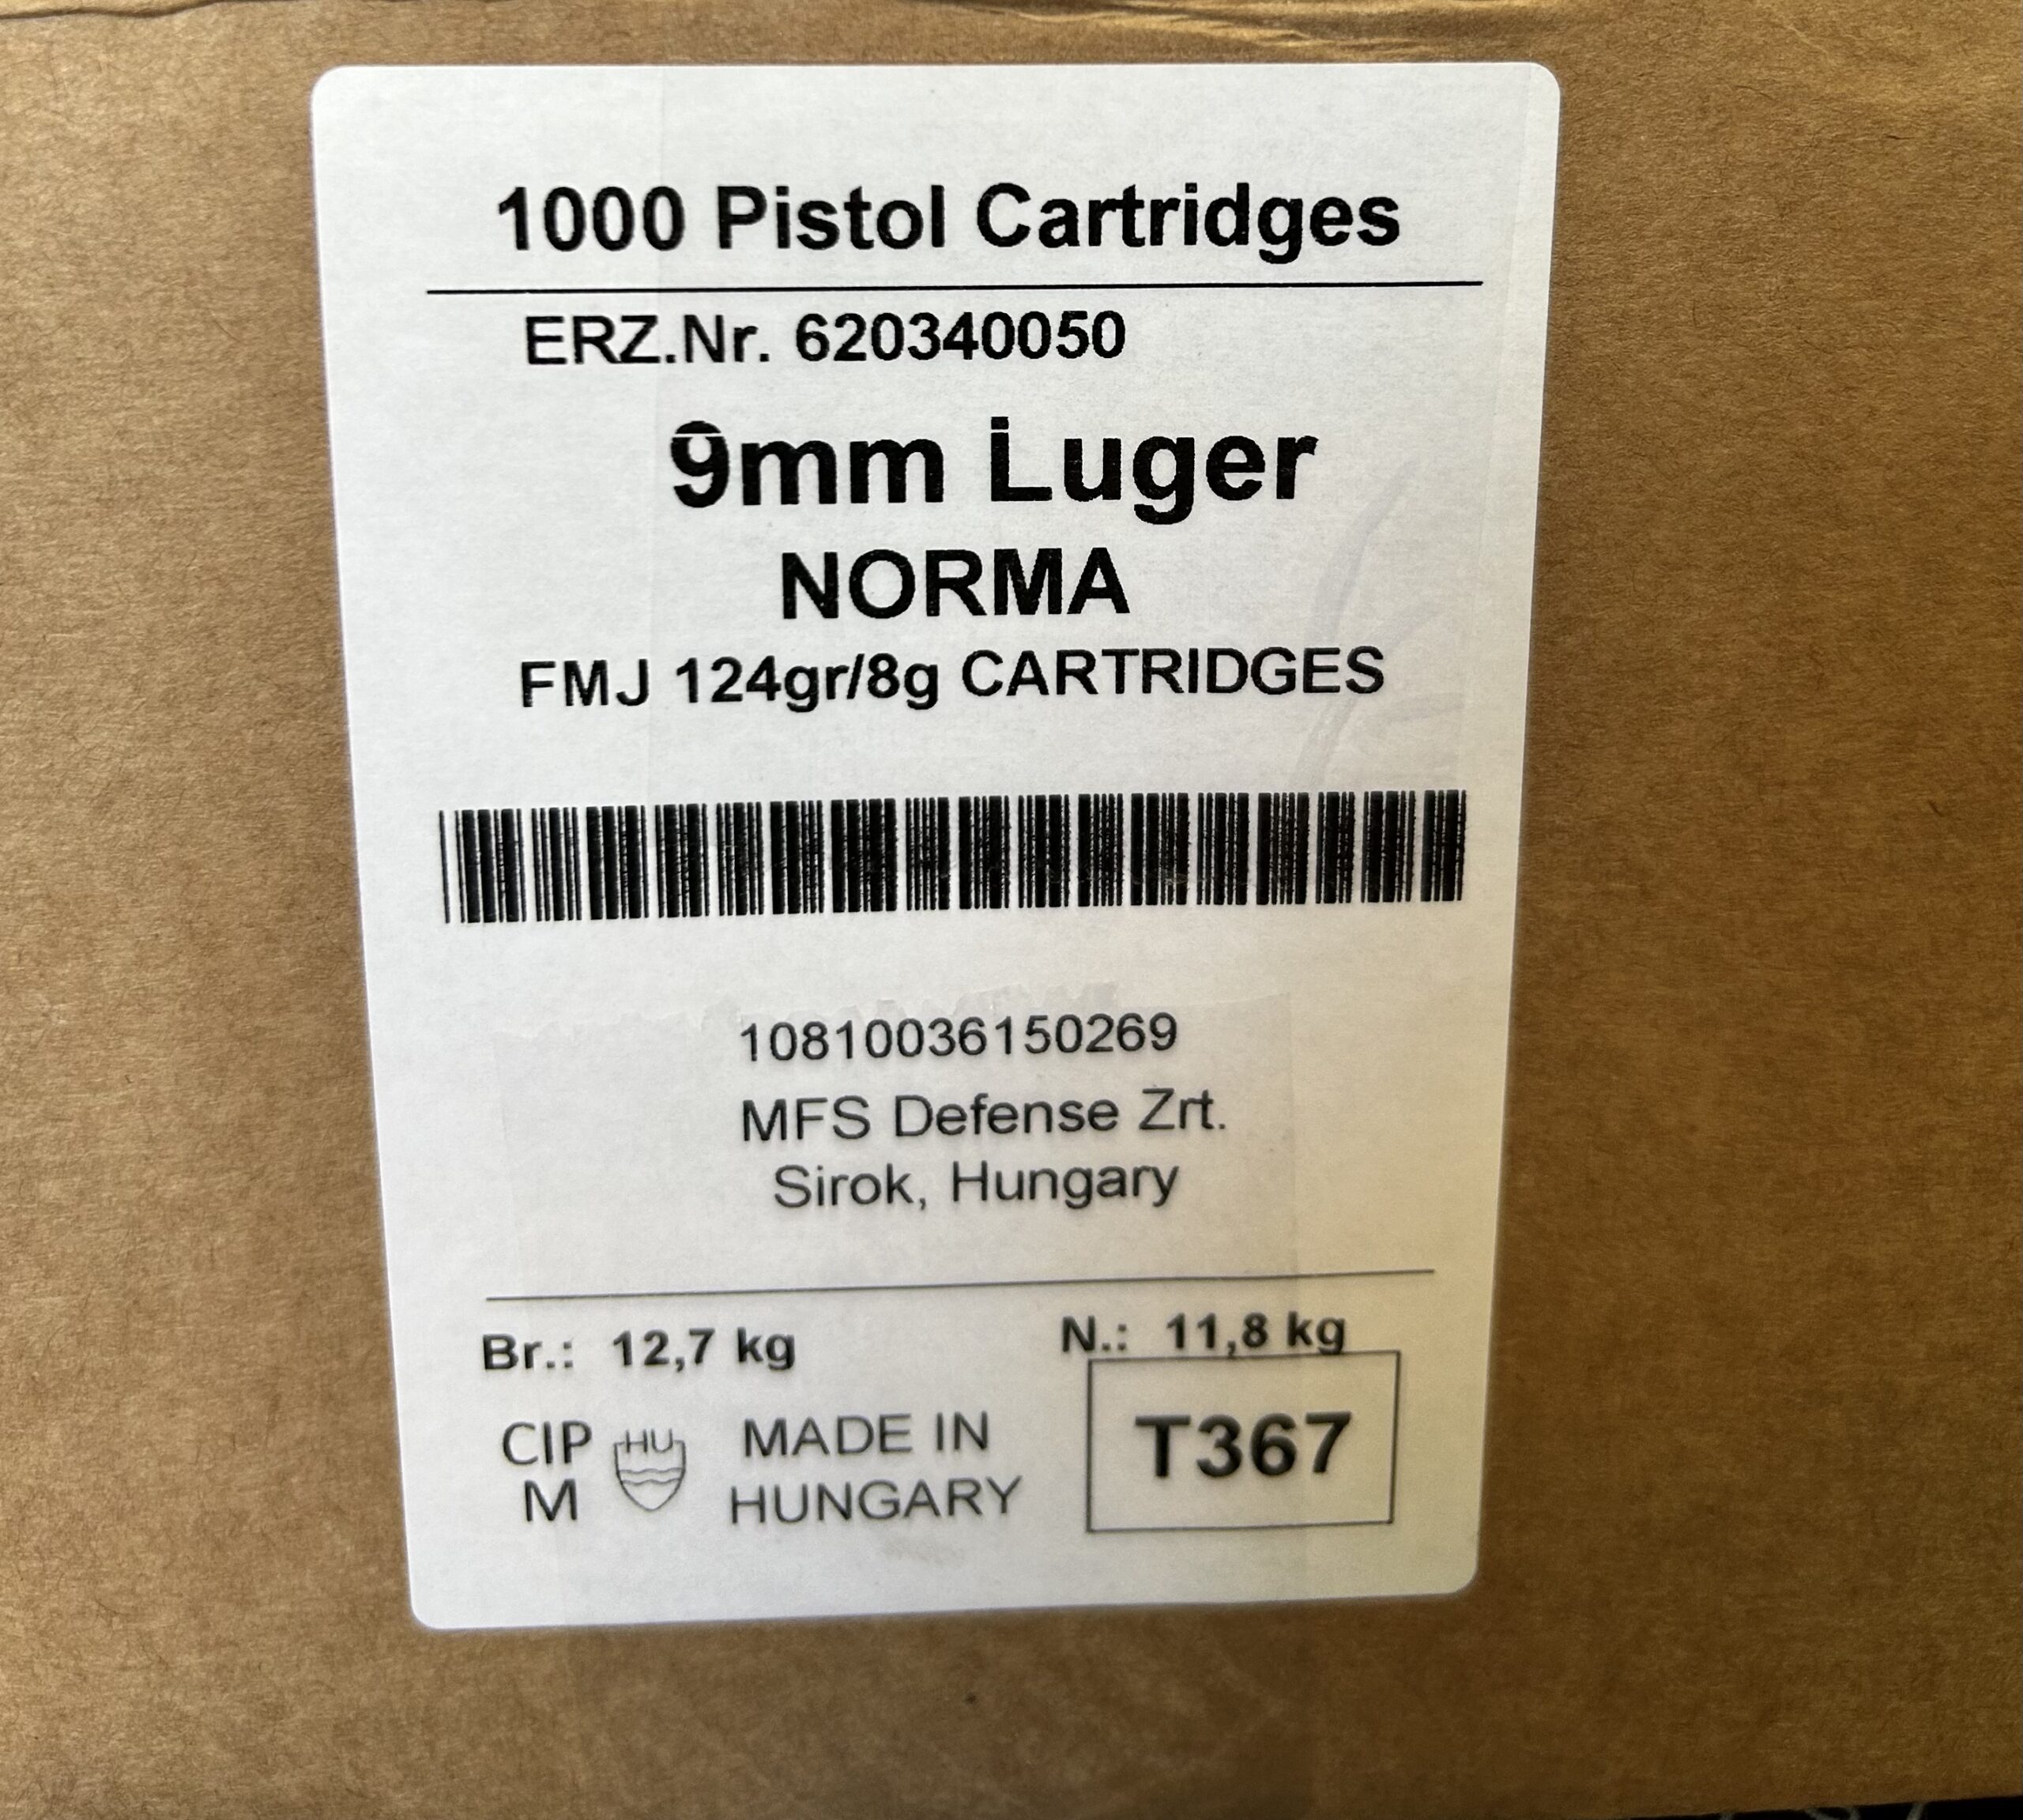 1000 Pistol Cartridges
ERZ.Nr. 620340050
9mm Luger
NORMA
FMJ 124gr/8g CARTRIDGES
10810036150269
MFS Defense Zrt.
Sirok, Hungary
Br.: 12,7 kg N.: 11,8 kg
CIP
M
HU
MADE IN
HUNGARY
T367